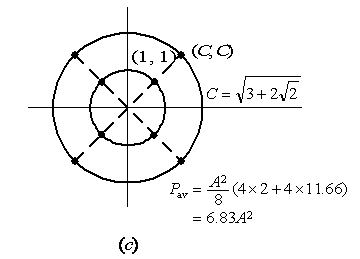 (1, 1)
(C, C)
C = √(3+2√2)
P_av = A²/8 (4×2+4×11.66)
= 6.83A²
(c)